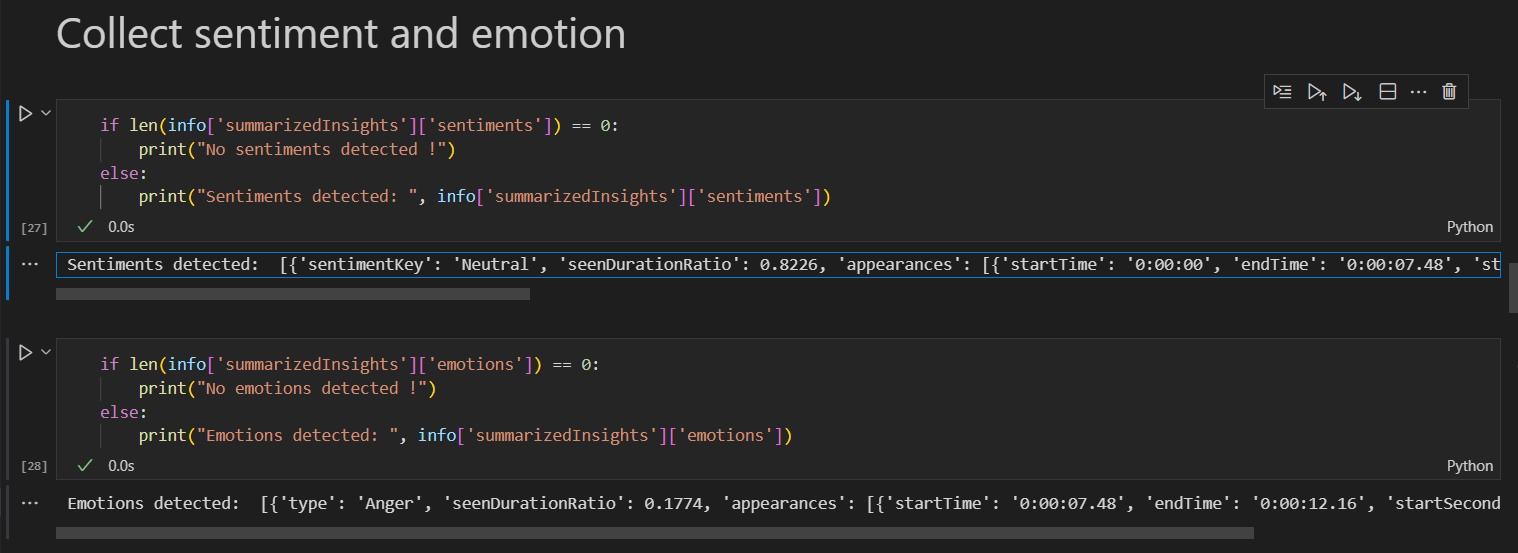 Collect sentiment and emotion
if len(info['summarizedInsights']['sentiments']) == 0:
    print("No sentiments detected !")
else:
    print("Sentiments detected: ", info['summarizedInsights']['sentiments'])
[27]
0.0s
Python
Sentiments detected:  [{'sentimentKey': 'Neutral', 'seenDurationRatio': 0.8226, 'appearances': [{'startTime': '0:00:00', 'endTime': '0:00:07.48', 'st
if len(info['summarizedInsights']['emotions']) == 0:
    print("No emotions detected !")
else:
    print("Emotions detected: ", info['summarizedInsights']['emotions'])
[28]
0.0s
Python
Emotions detected:  [{'type': 'Anger', 'seenDurationRatio': 0.1774, 'appearances': [{'startTime': '0:00:07.48', 'endTime': '0:00:12.16', 'startSecond